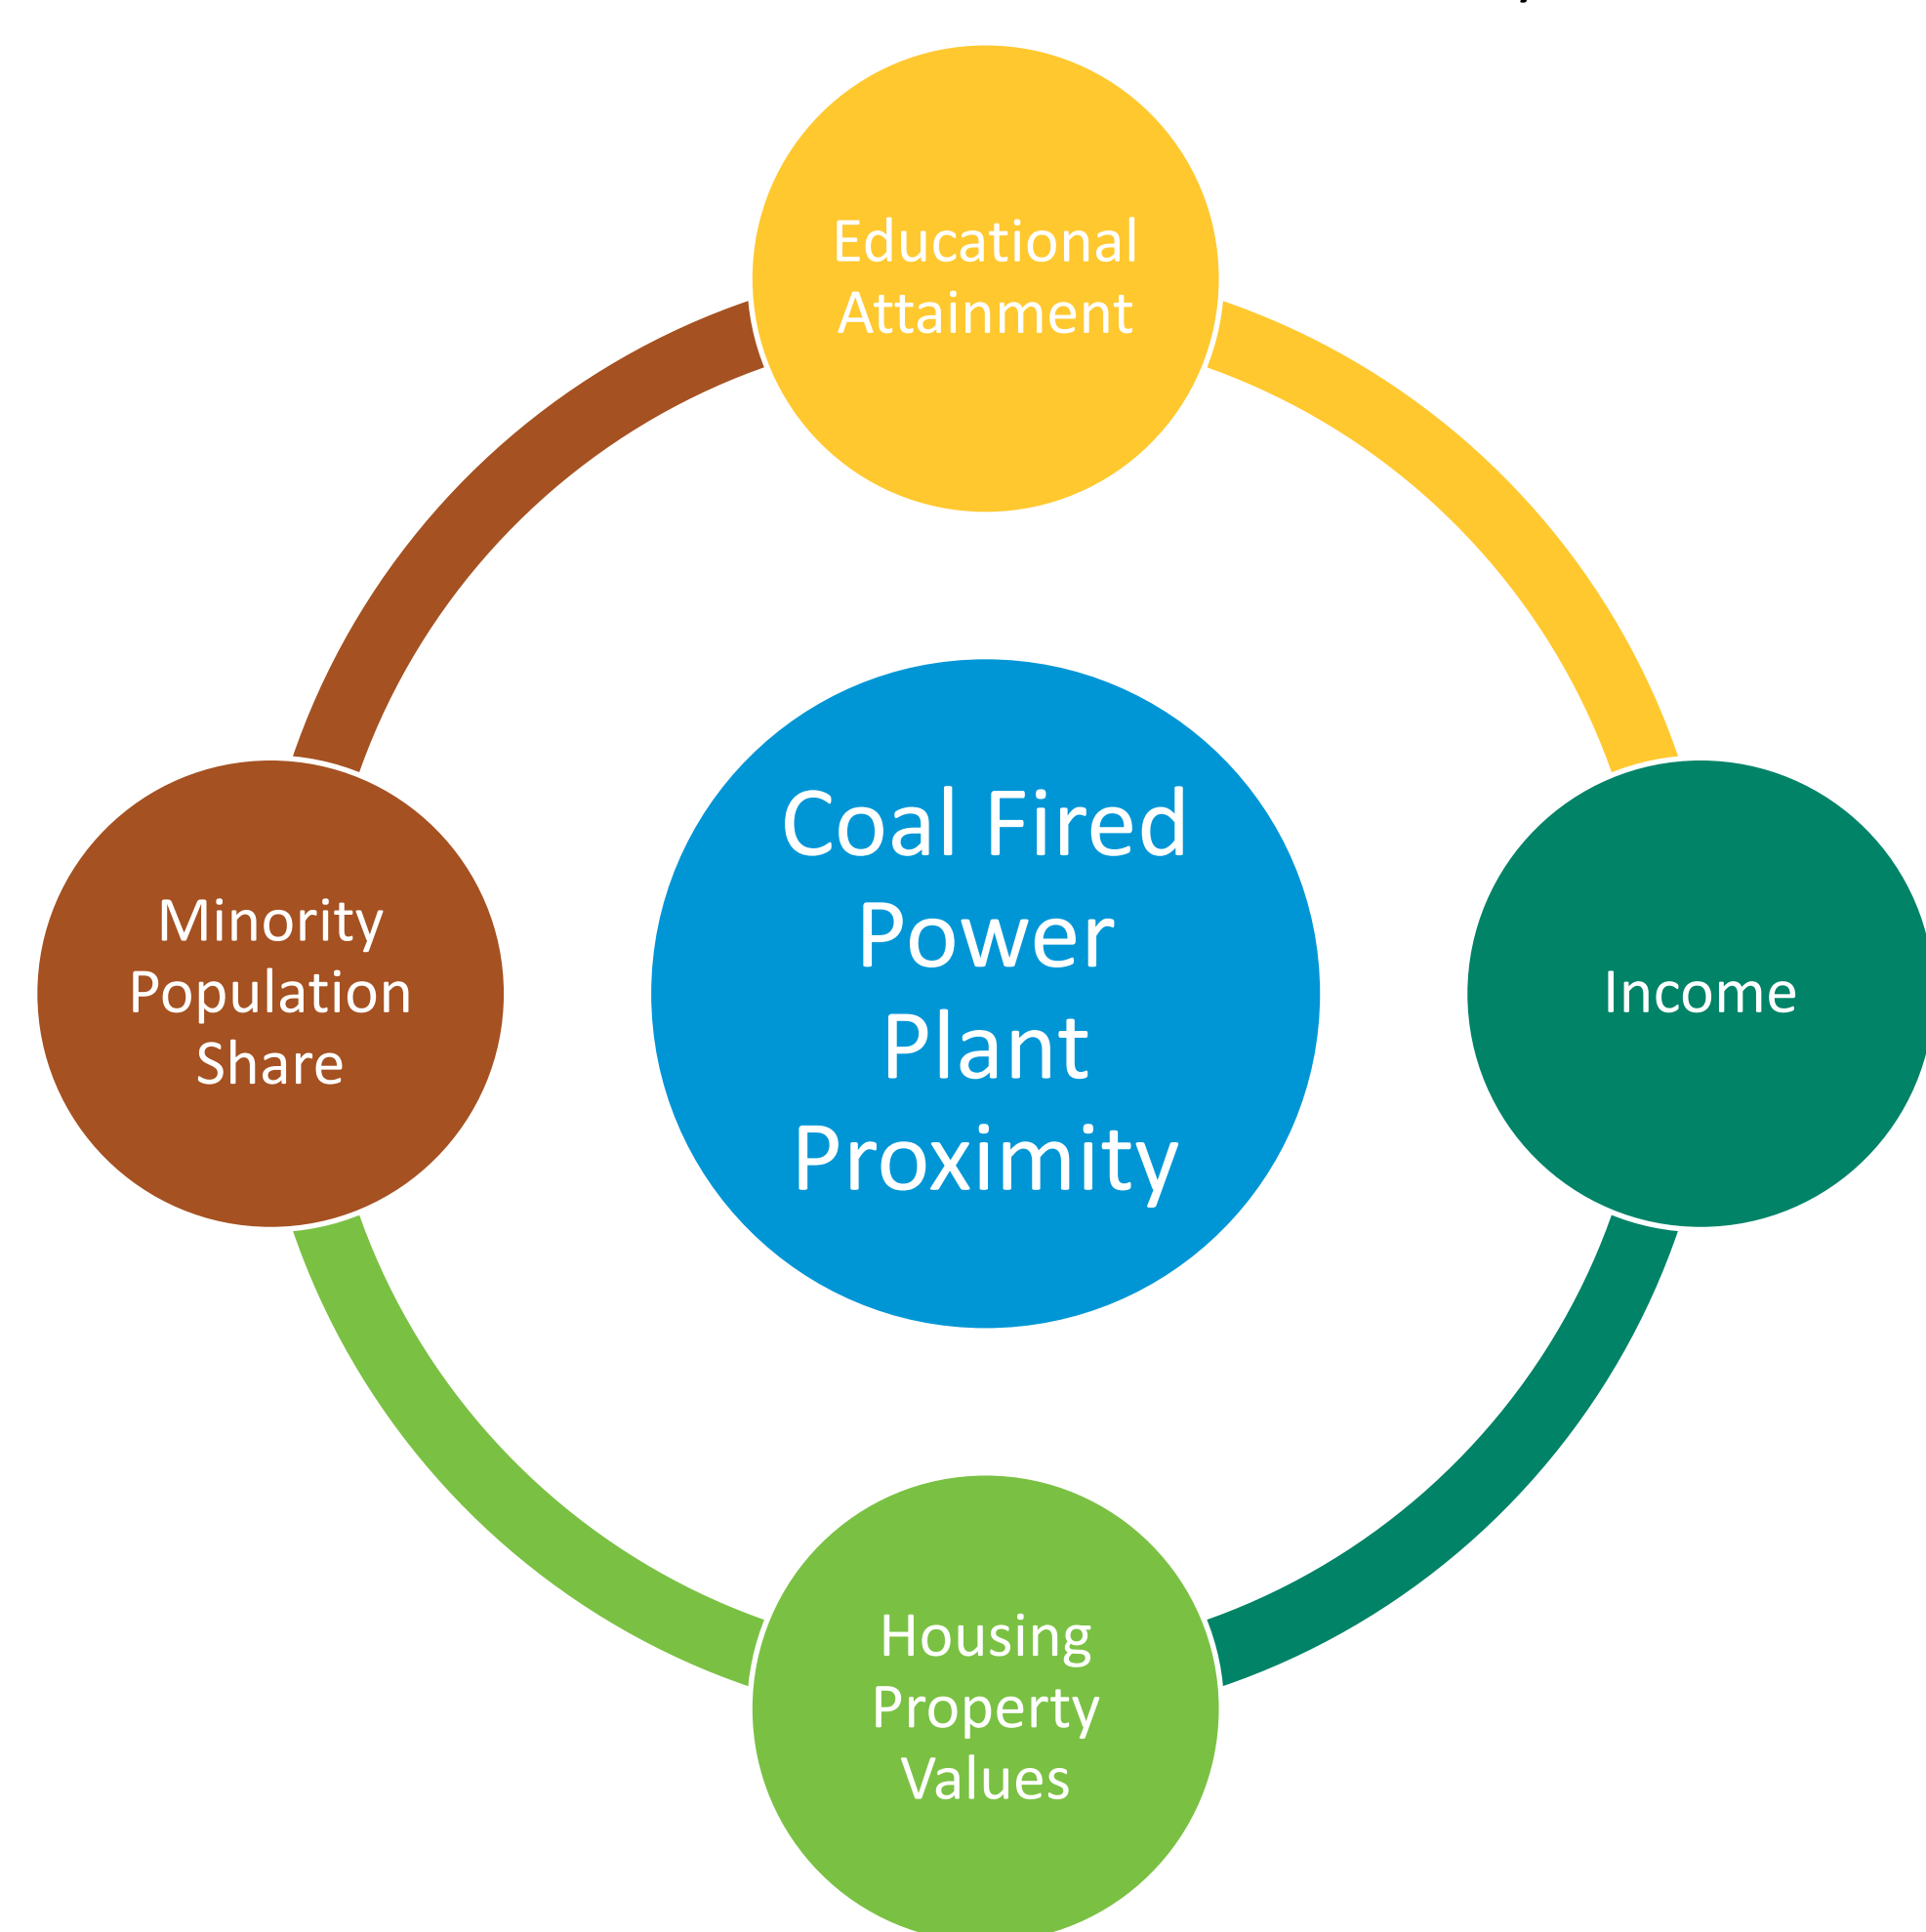 Educational
Attainment
Coal Fired
Power
Plant
Proximity
Minority
Population
Share
Income
Housing
Property
Values